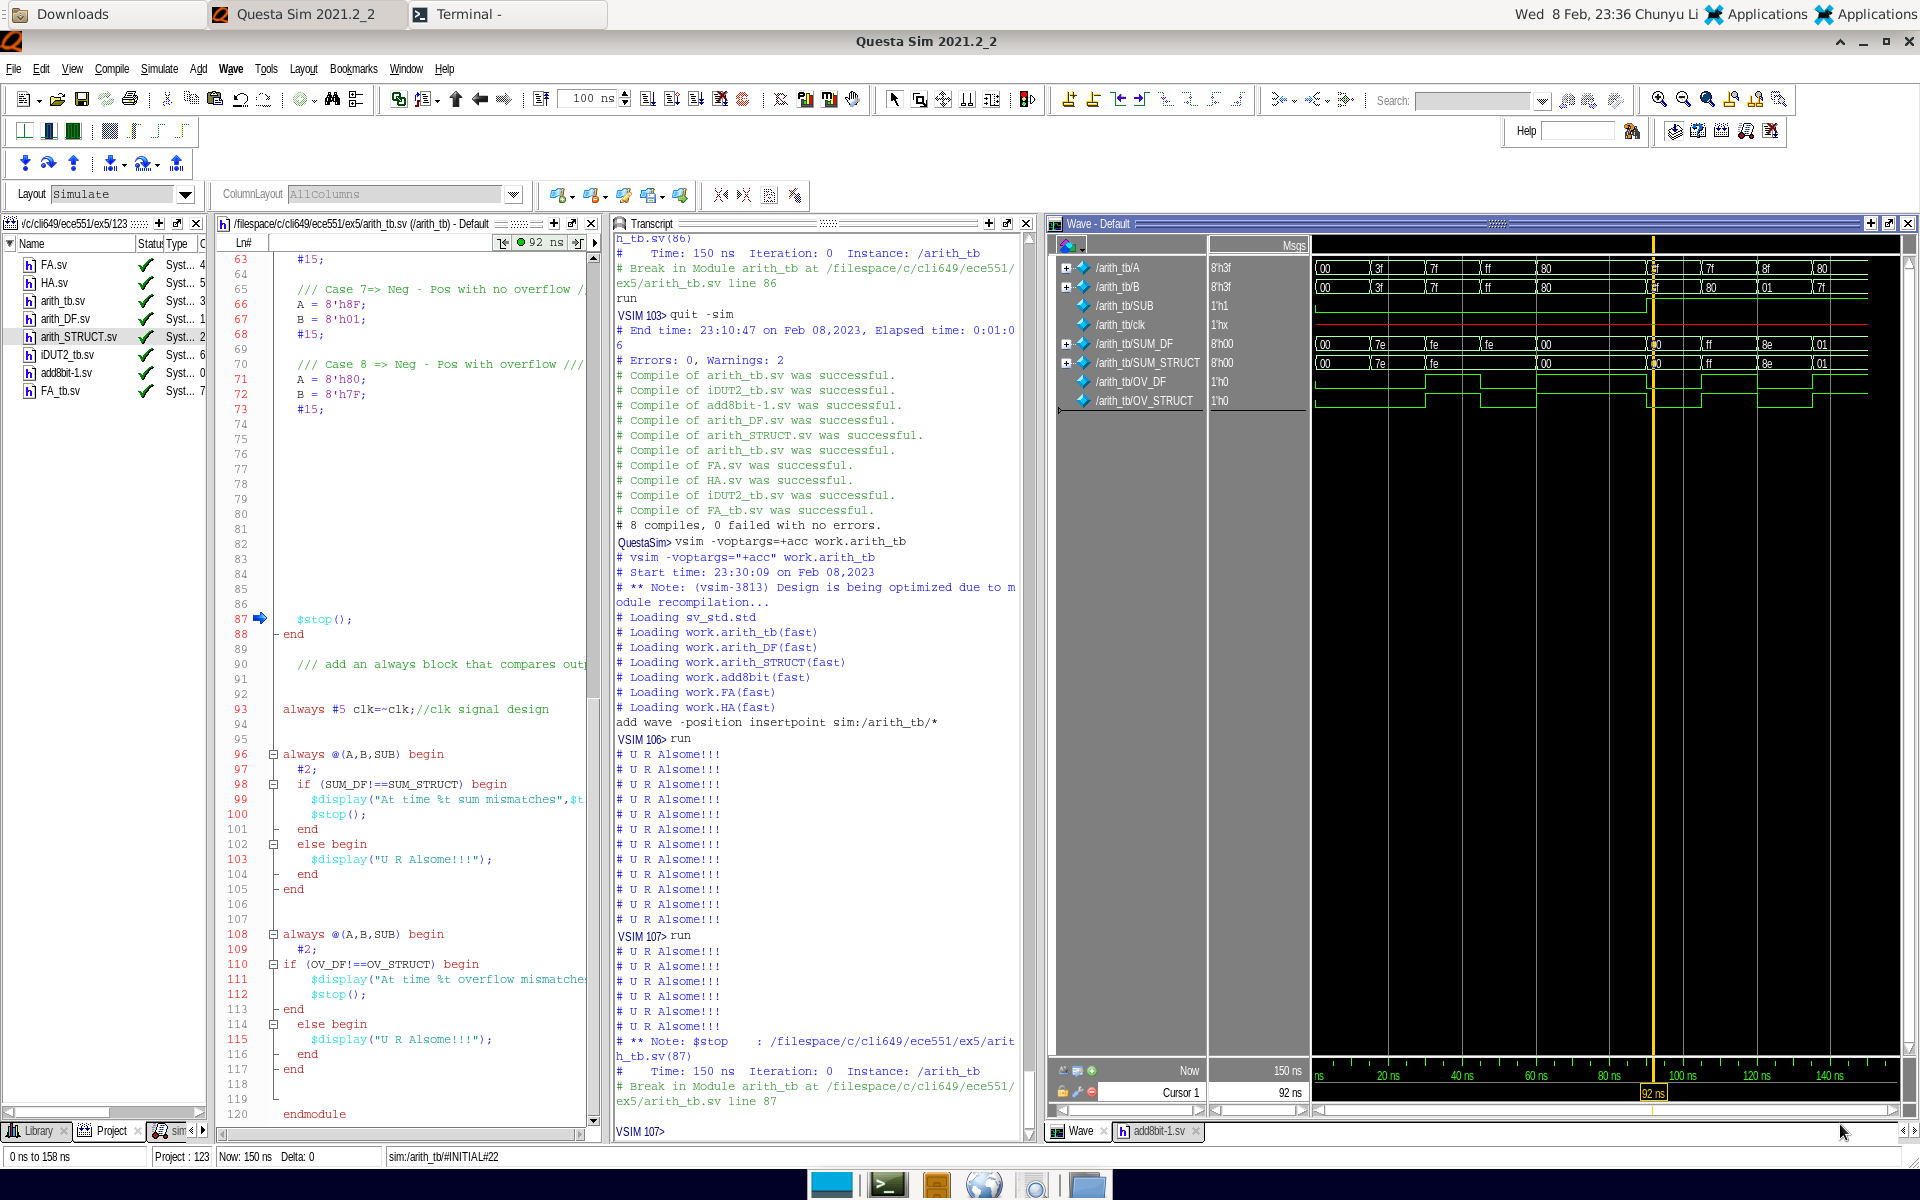 Downloads
Questa Sim 2021.2_2
Terminal -
Wed 8 Feb, 23:36 Chunyu Li
Applications
Applications
Questa Sim 2021.2_2
File Edit View Compile Simulate Add Wave Tools Layout Bookmarks Window Help
100 ns
Search:
Help
Layout Simulate
ColumnLayout AllColumns
/c/cli649/ece551/ex5/123
Name Status Type
FA.sv Syst... 4
HA.sv Syst... 5
arith_tb.sv Syst... 3
arith_DF.sv Syst... 1
arith_STRUCT.sv Syst... 2
iDUT2_tb.sv Syst... 6
add8bit-1.sv Syst... 0
FA_tb.sv Syst... 7
Library
Project
sim
/filespace/c/cli649/ece551/ex5/arith_tb.sv (/arith_tb) - Default
Ln#
92 ns
63 #15;
64
65 /// Case 7=> Neg - Pos with no overflow /
66 A = 8'h8F;
67 B = 8'h01;
68 #15;
69
70 /// Case 8 => Neg - Pos with overflow ///
71 A = 8'h80;
72 B = 8'h7F;
73 #15;
74
75
76
77
78
79
80
81
82
83
84
85
86
87 $stop();
88 end
89
90 /// add an always block that compares out
91
92
93 always #5 clk=~clk;//clk signal design
94
95
96 always @(A,B,SUB) begin
97 #2;
98 if (SUM_DF!==SUM_STRUCT) begin
99 $display("At time %t sum mismatches",$t
100 $stop();
101 end
102 else begin
103 $display("U R Alsome!!!");
104 end
105 end
106
107
108 always @(A,B,SUB) begin
109 #2;
110 if (OV_DF!==OV_STRUCT) begin
111 $display("At time %t overflow mismatches
112 $stop();
113 end
114 else begin
115 $display("U R Alsome!!!");
116 end
117 end
118
119
120 endmodule
Transcript
h_tb.sv(86)
# Time: 150 ns Iteration: 0 Instance: /arith_tb
# Break in Module arith_tb at /filespace/c/cli649/ece551/
ex5/arith_tb.sv line 86
run
VSIM 103> quit -sim
# End time: 23:10:47 on Feb 08,2023, Elapsed time: 0:01:0
6
# Errors: 0, Warnings: 2
# Compile of arith_tb.sv was successful.
# Compile of iDUT2_tb.sv was successful.
# Compile of add8bit-1.sv was successful.
# Compile of arith_DF.sv was successful.
# Compile of arith_STRUCT.sv was successful.
# Compile of arith_tb.sv was successful.
# Compile of FA.sv was successful.
# Compile of HA.sv was successful.
# Compile of iDUT2_tb.sv was successful.
# Compile of FA_tb.sv was successful.
# 8 compiles, 0 failed with no errors.
QuestaSim> vsim -voptargs=+acc work.arith_tb
# vsim -voptargs="+acc" work.arith_tb
# Start time: 23:30:09 on Feb 08,2023
# ** Note: (vsim-3813) Design is being optimized due to m
odule recompilation...
# Loading sv_std.std
# Loading work.arith_tb(fast)
# Loading work.arith_DF(fast)
# Loading work.arith_STRUCT(fast)
# Loading work.add8bit(fast)
# Loading work.FA(fast)
# Loading work.HA(fast)
add wave -position insertpoint sim:/arith_tb/*
VSIM 106> run
# U R Alsome!!!
# U R Alsome!!!
# U R Alsome!!!
# U R Alsome!!!
# U R Alsome!!!
# U R Alsome!!!
# U R Alsome!!!
# U R Alsome!!!
# U R Alsome!!!
# U R Alsome!!!
# U R Alsome!!!
# U R Alsome!!!
VSIM 107> run
# U R Alsome!!!
# U R Alsome!!!
# U R Alsome!!!
# U R Alsome!!!
# U R Alsome!!!
# U R Alsome!!!
# ** Note: $stop : /filespace/c/cli649/ece551/ex5/arit
h_tb.sv(87)
# Time: 150 ns Iteration: 0 Instance: /arith_tb
# Break in Module arith_tb at /filespace/c/cli649/ece551/
ex5/arith_tb.sv line 87
VSIM 107>
Wave - Default
Msgs
/arith_tb/A 8'h3f 00 3f 7f ff 80 7f 8f 80
/arith_tb/B 8'h3f 00 3f 7f ff 80 80 01 7f
/arith_tb/SUB 1'h1
/arith_tb/clk 1'hx
/arith_tb/SUM_DF 8'h00 00 7e fe fe 00 ff 8e 01
/arith_tb/SUM_STRUCT 8'h00 00 7e fe 00 ff 8e 01
/arith_tb/OV_DF 1'h0
/arith_tb/OV_STRUCT 1'h0
Now 150 ns
ns 20 ns 40 ns 60 ns 80 ns 100 ns 120 ns 140 ns
Cursor 1 92 ns
92 ns
Wave
add8bit-1.sv
0 ns to 158 ns
Project : 123
Now: 150 ns Delta: 0
sim:/arith_tb/#INITIAL#22